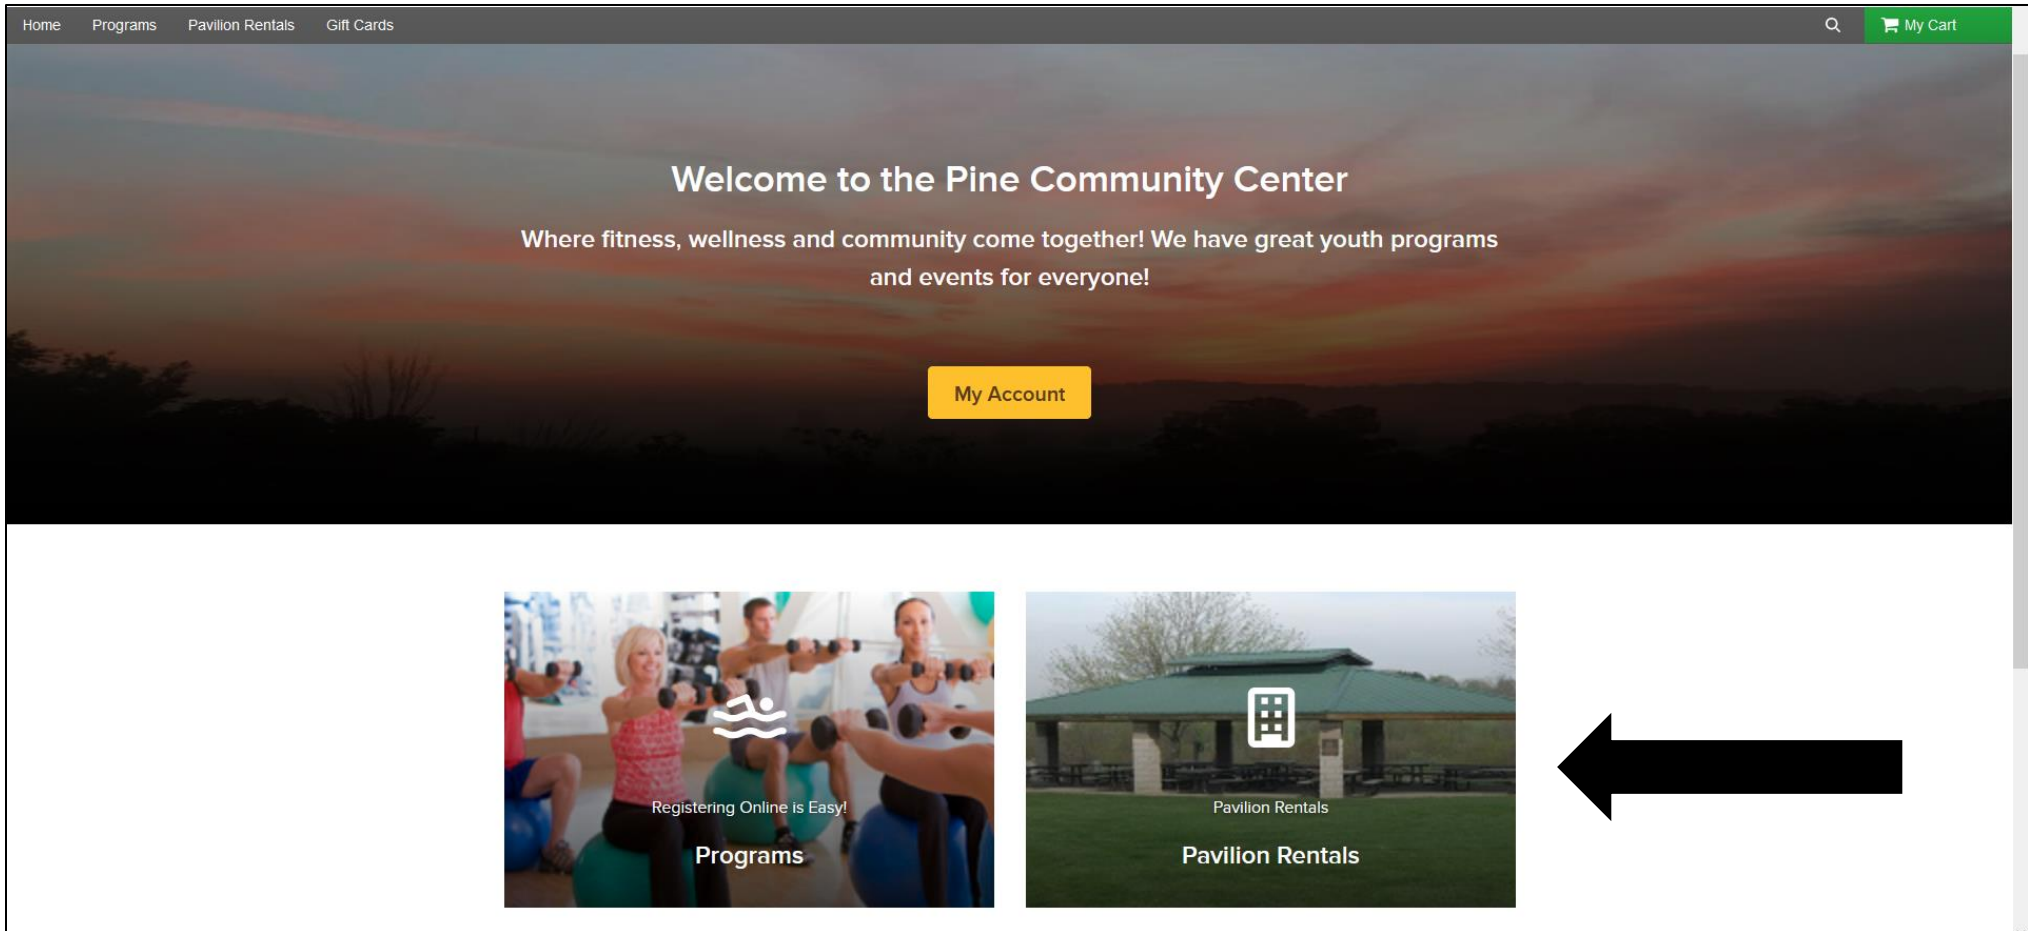 Home Programs Pavilion Rentals Gift Cards My Cart
Welcome to the Pine Community Center
Where fitness, wellness and community come together! We have great youth programs
and events for everyone!
My Account
Registering Online is Easy!
Programs
Pavilion Rentals
Pavilion Rentals